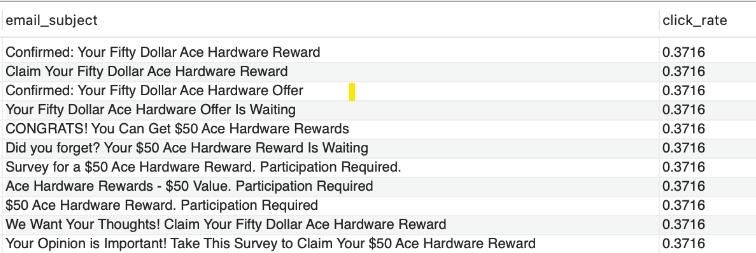 email_subject click_rate
Confirmed: Your Fifty Dollar Ace Hardware Reward 0.3716
Claim Your Fifty Dollar Ace Hardware Reward 0.3716
Confirmed: Your Fifty Dollar Ace Hardware Offer 0.3716
Your Fifty Dollar Ace Hardware Offer Is Waiting 0.3716
CONGRATS! You Can Get $50 Ace Hardware Rewards 0.3716
Did you forget? Your $50 Ace Hardware Reward Is Waiting 0.3716
Survey for a $50 Ace Hardware Reward. Participation Required. 0.3716
Ace Hardware Rewards - $50 Value. Participation Required 0.3716
$50 Ace Hardware Reward. Participation Required 0.3716
We Want Your Thoughts! Claim Your Fifty Dollar Ace Hardware Reward 0.3716
Your Opinion is Important! Take This Survey to Claim Your $50 Ace Hardware Reward 0.3716